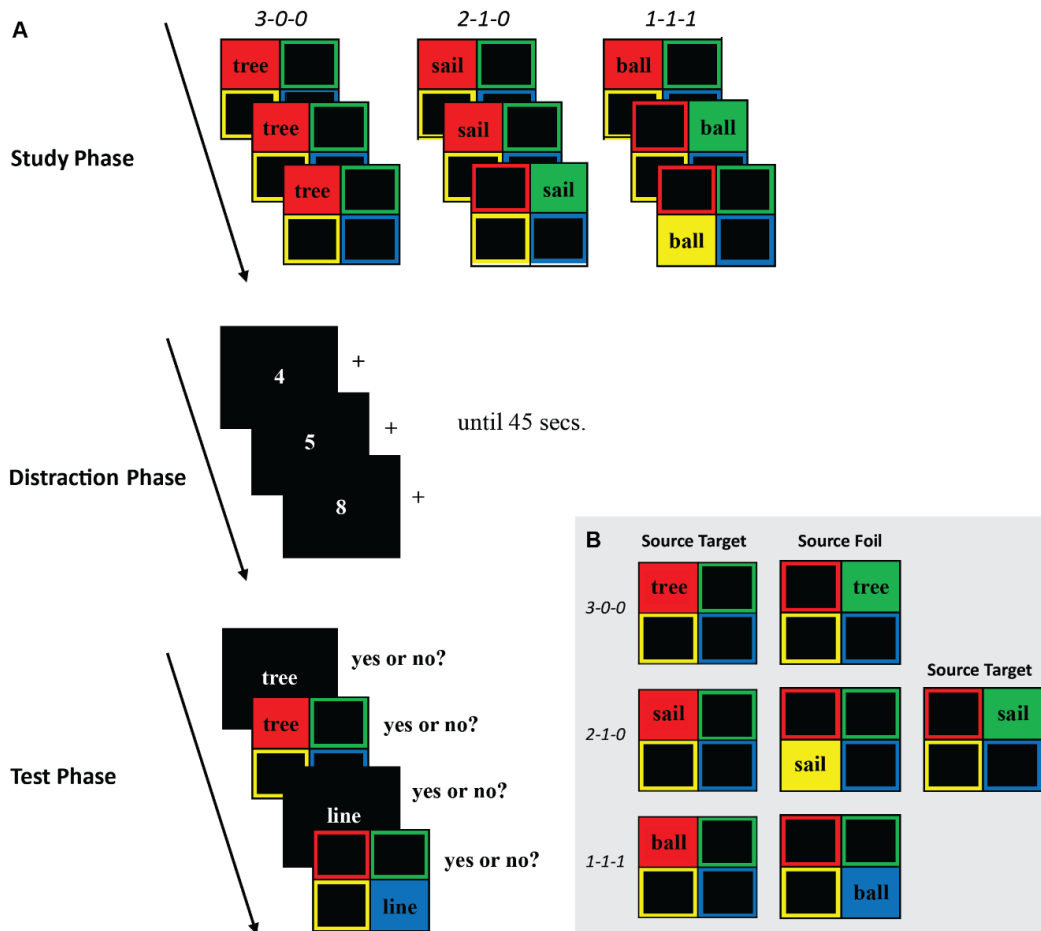 A
3-0-0 2-1-0 1-1-1
tree sail ball
tree sail ball
Study Phase
tree sail
ball
4 +
5 + until 45 secs.
Distraction Phase
8 +
B Source Target Source Foil
tree tree
3-0-0
tree yes or no?
Source Target
tree yes or no?
sail sail
2-1-0
sail
Test Phase
yes or no?
line
ball
yes or no?
1-1-1
line ball